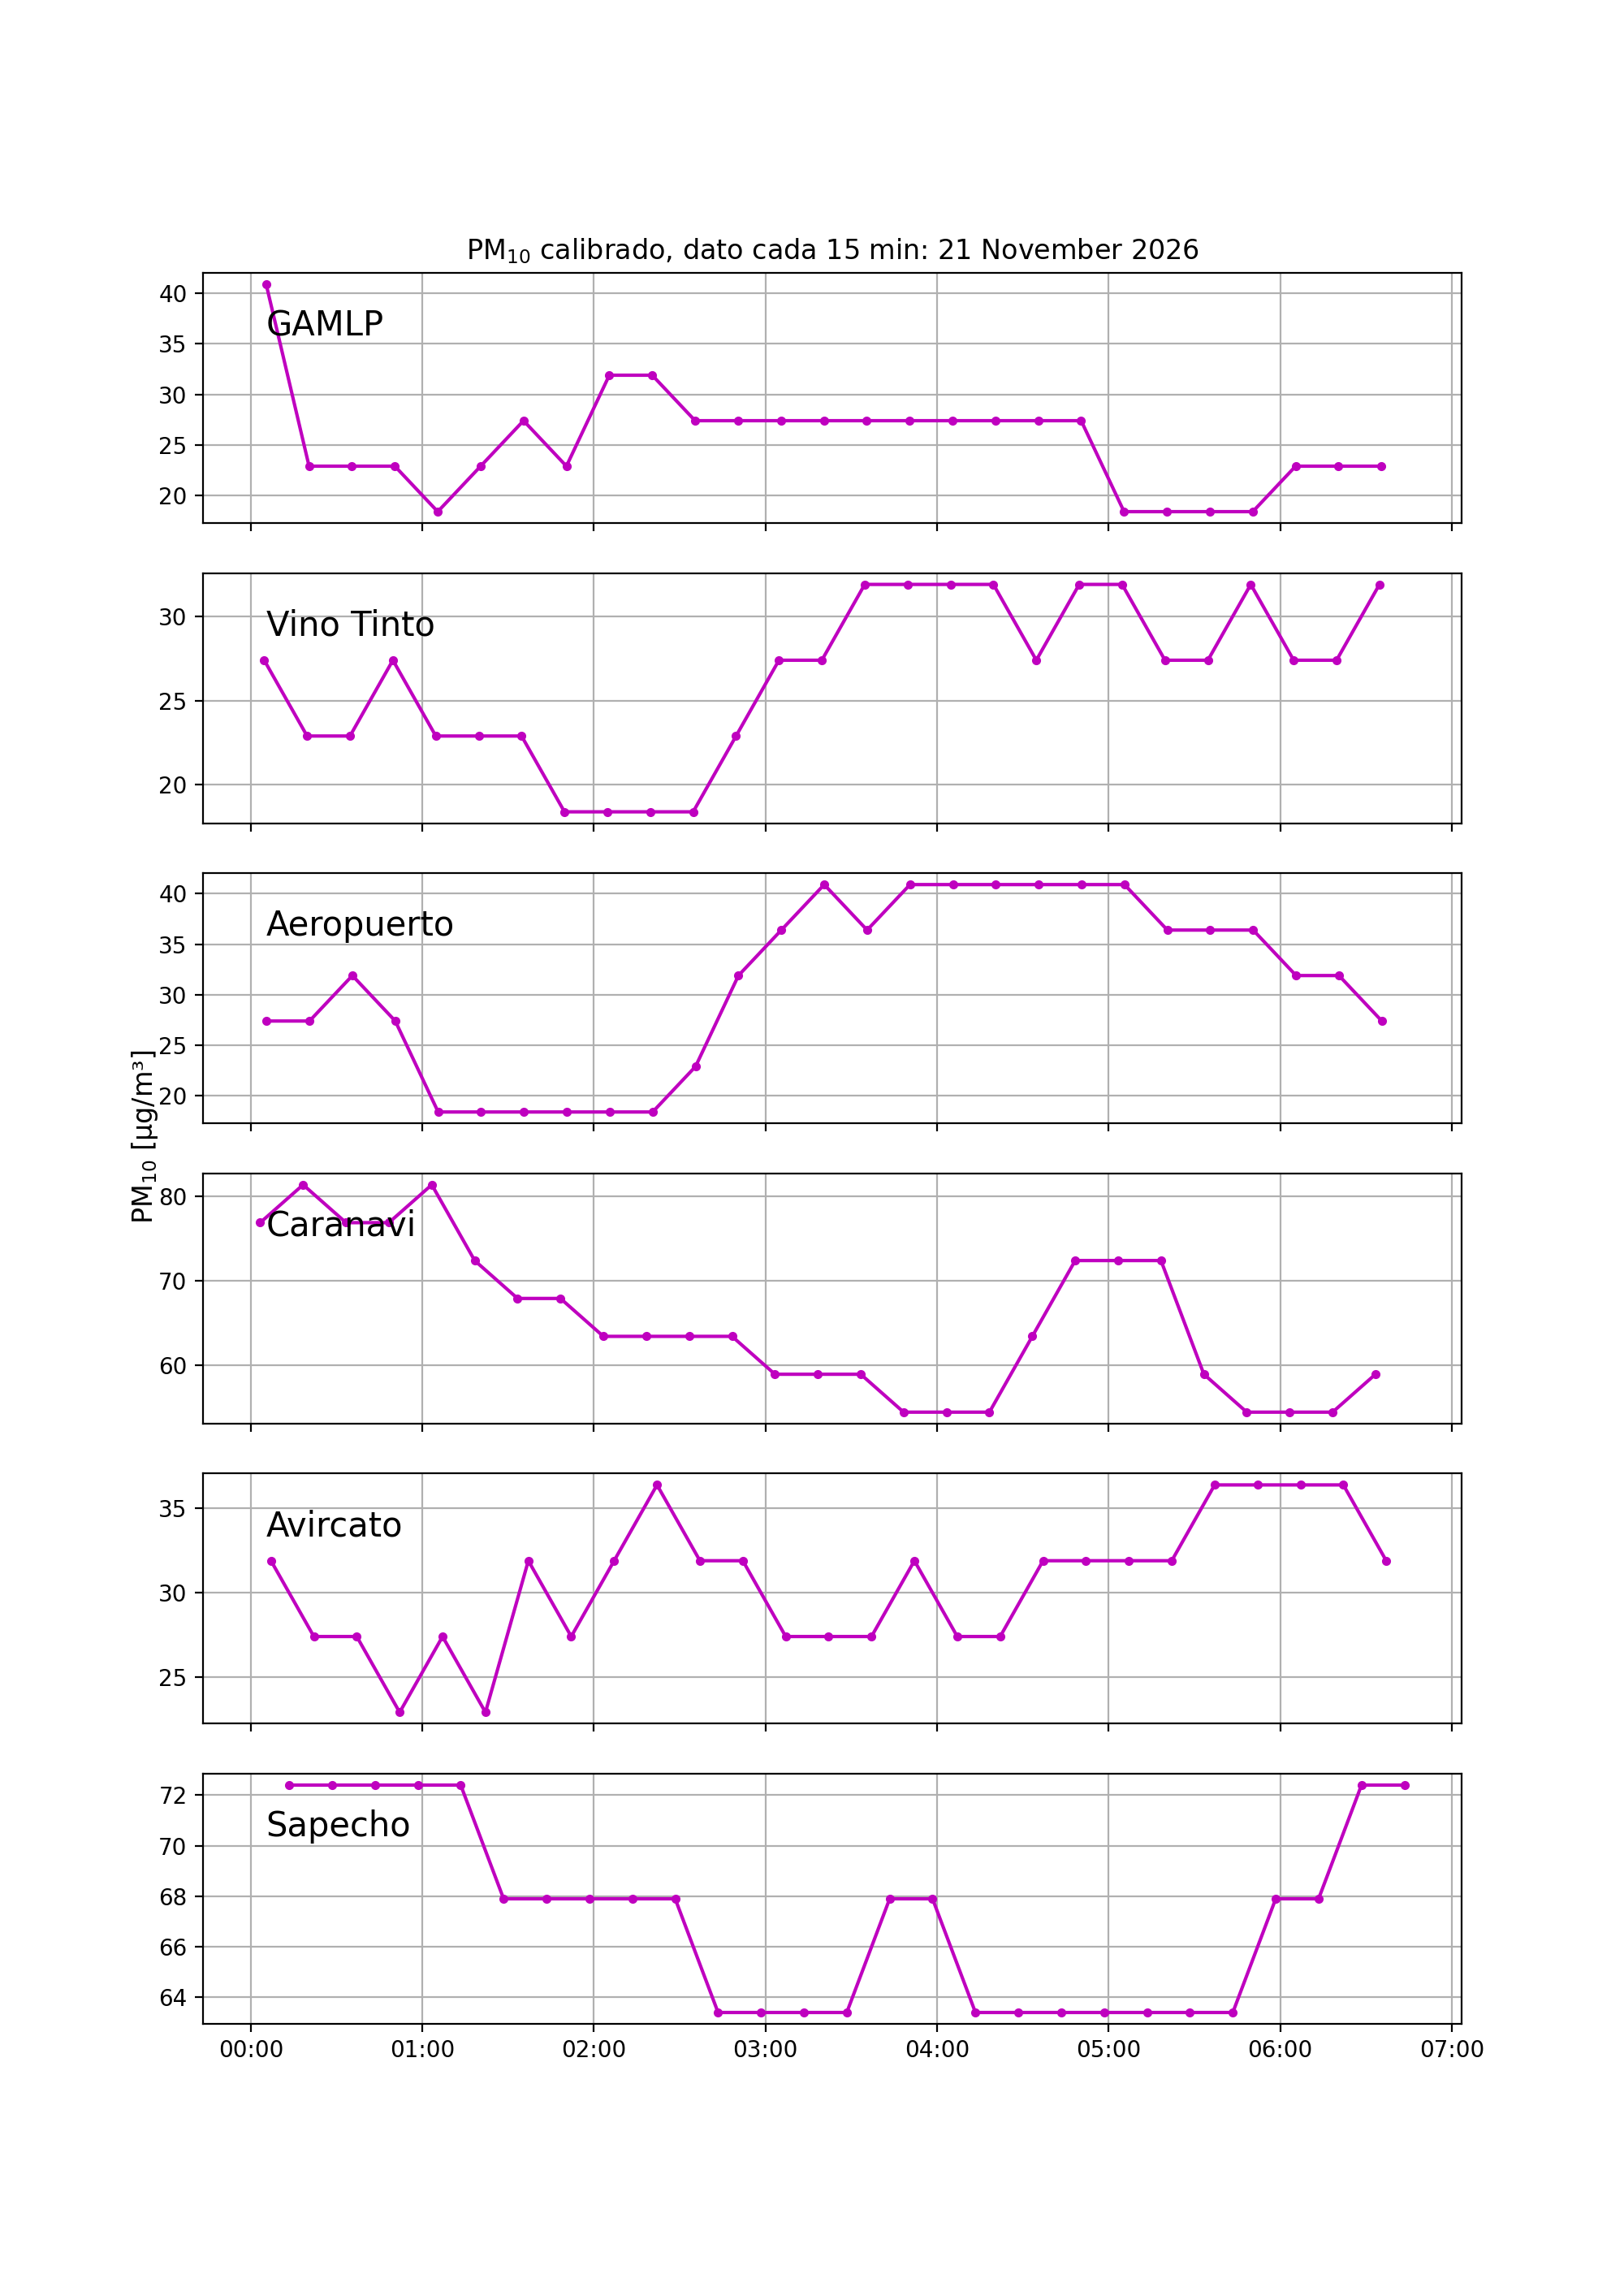 PM₁₀ calibrado, dato cada 15 min: 21 November 2026
40
35
30
25
20
GAMLP
30
25
20
Vino Tinto
40
35
30
25
20
Aeropuerto
PM₁₀ [µg/m³]
80
70
60
Caranavi
35
30
25
Avircato
72
70
68
66
64
Sapecho
00:00 01:00 02:00 03:00 04:00 05:00 06:00 07:00